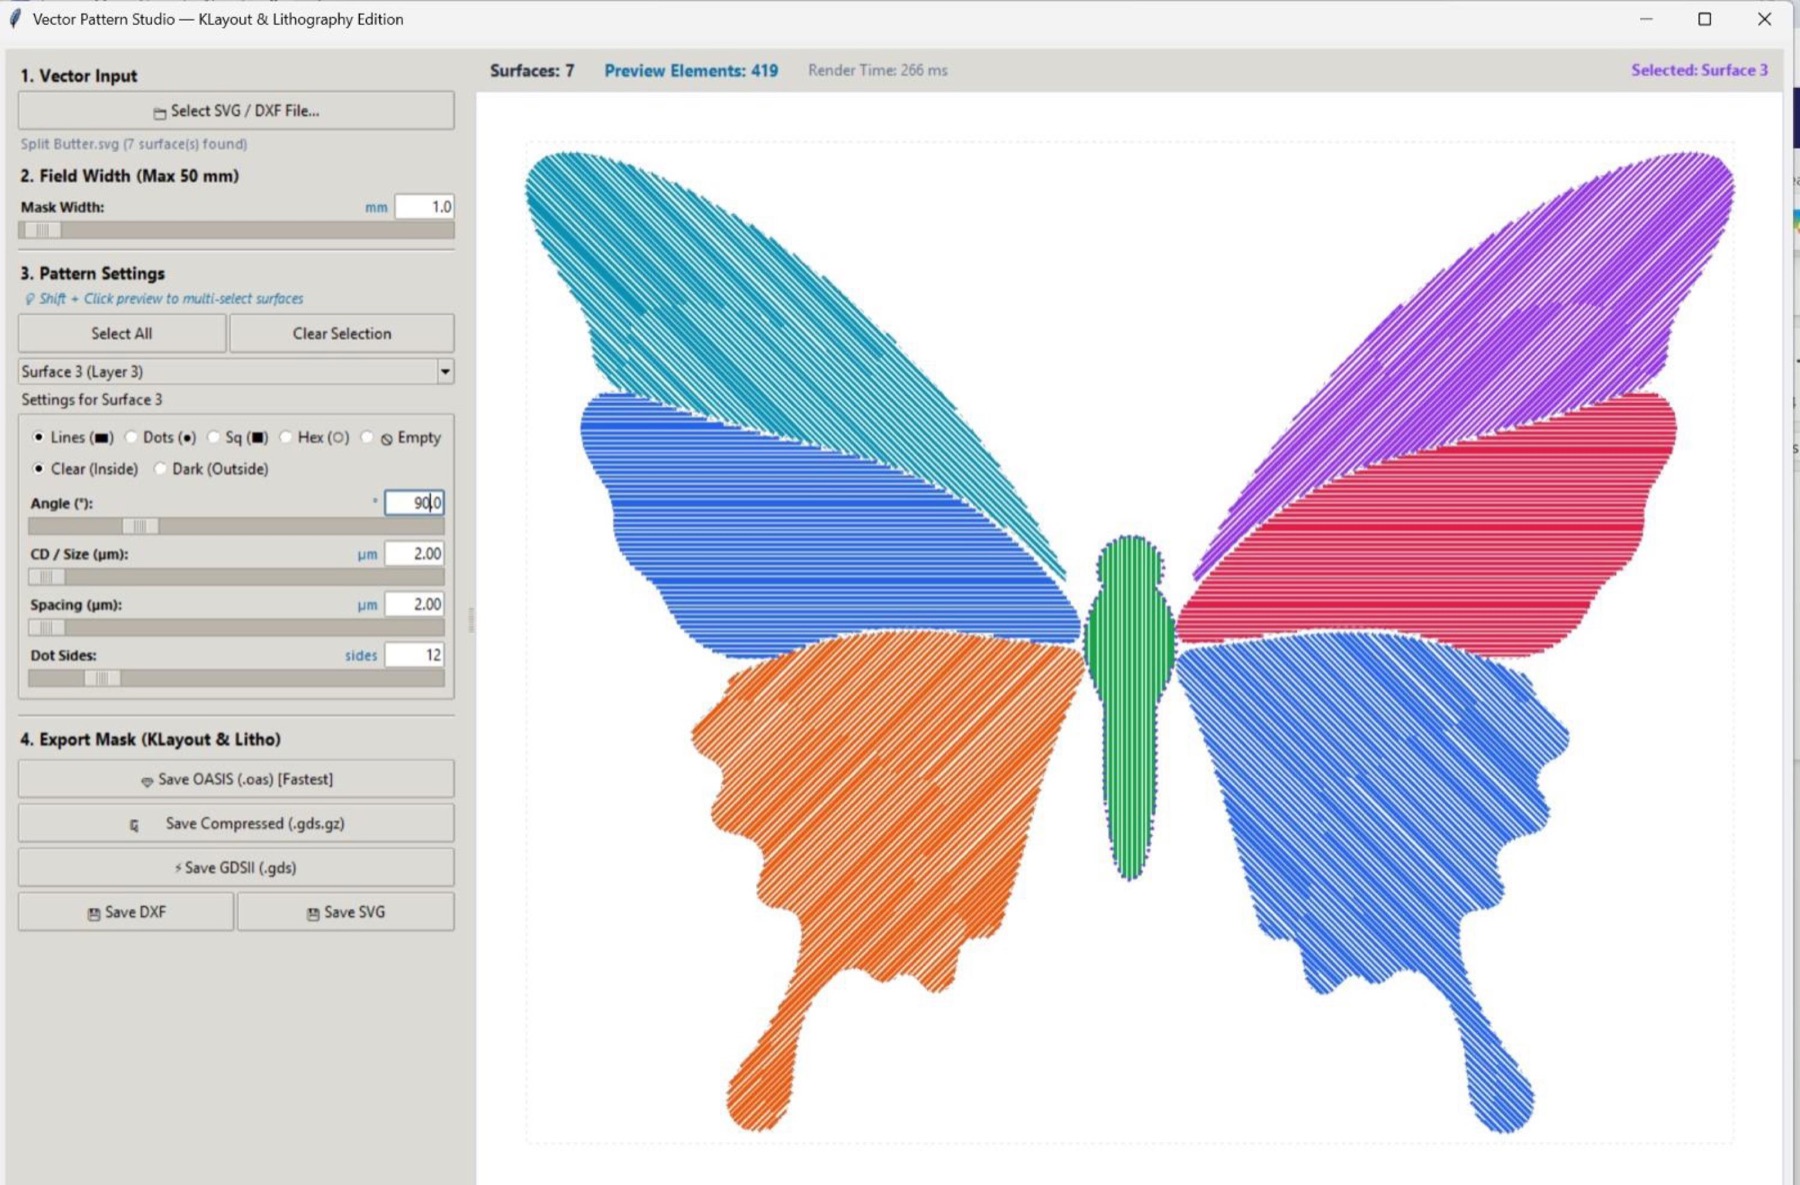 Vector Pattern Studio — KLayout & Lithography Edition
Surfaces: 7 Preview Elements: 419 Render Time: 266 ms Selected: Surface 3
1. Vector Input
Select SVG / DXF File...
Split Butter.svg (7 surface(s) found)
2. Field Width (Max 50 mm)
Mask Width: mm 1.0
3. Pattern Settings
Shift + Click preview to multi-select surfaces
Select All Clear Selection
Surface 3 (Layer 3)
Settings for Surface 3
Lines (■) Dots (●) Sq (■) Hex (⬡) Empty
Clear (Inside) Dark (Outside)
Angle (°): ° 90.0
CD / Size (µm): µm 2.00
Spacing (µm): µm 2.00
Dot Sides: sides 12
4. Export Mask (KLayout & Litho)
Save OASIS (.oas) [Fastest]
Save Compressed (.gds.gz)
⚡Save GDSII (.gds)
Save DXF Save SVG